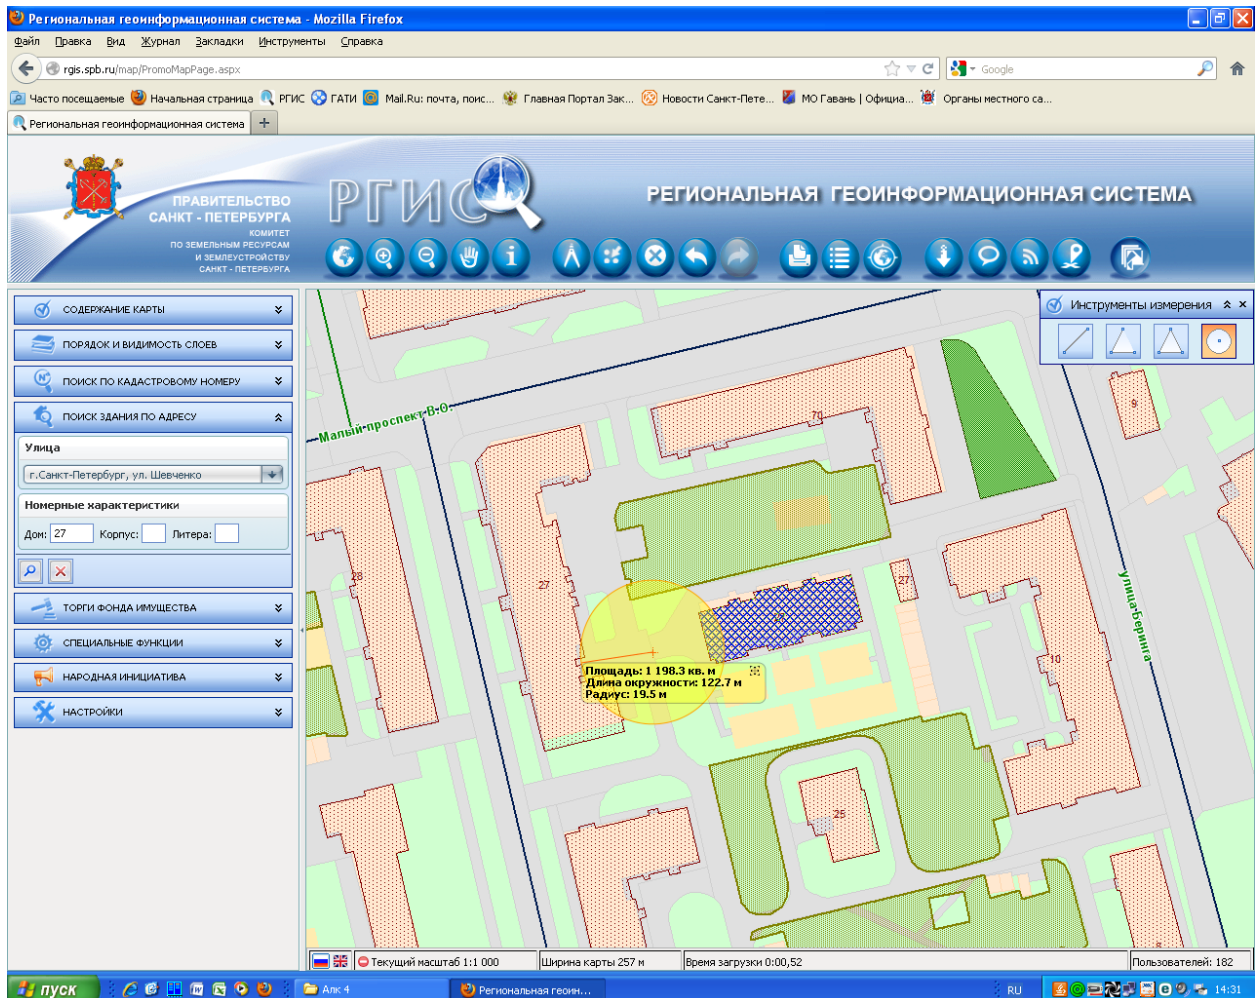 Региональная геоинформационная система - Mozilla Firefox
Файл Правка Вид Журнал Закладки Инструменты Справка
rgis.spb.ru/map/PromoMapPage.aspx
Google
Часто посещаемые Начальная страница РГИС ГАТИ Mail.Ru: почта, поис... Главная Портал Зак... Новости Санкт-Пете... МО Гавань | Официа... Органы местного са...
Региональная геоинформационная система +
ПРАВИТЕЛЬСТВО
САНКТ - ПЕТЕРБУРГА
КОМИТЕТ
ПО ЗЕМЕЛЬНЫМ РЕСУРСАМ
И ЗЕМЛЕУСТРОЙСТВУ
САНКТ - ПЕТЕРБУРГА
РГИС
РЕГИОНАЛЬНАЯ ГЕОИНФОРМАЦИОННАЯ СИСТЕМА
СОДЕРЖАНИЕ КАРТЫ
ПОРЯДОК И ВИДИМОСТЬ СЛОЕВ
ПОИСК ПО КАДАСТРОВОМУ НОМЕРУ
ПОИСК ЗДАНИЯ ПО АДРЕСУ
Улица
г.Санкт-Петербург, ул. Шевченко
Номерные характеристики
Дом: 27 Корпус: Литера:
ТОРГИ ФОНДА ИМУЩЕСТВА
СПЕЦИАЛЬНЫЕ ФУНКЦИИ
НАРОДНАЯ ИНИЦИАТИВА
НАСТРОЙКИ
Инструменты измерения
Малый проспект В.О.
70
9
28
27
27
улица Беринга
10
25
Площадь: 1 198.3 кв. м
Длина окружности: 122.7 м
Радиус: 19.5 м
Текущий масштаб 1:1 000
Ширина карты 257 м
Время загрузки 0:00,52
Пользователей: 182
пуск
Алк 4
Региональная геоин...
RU
14:31